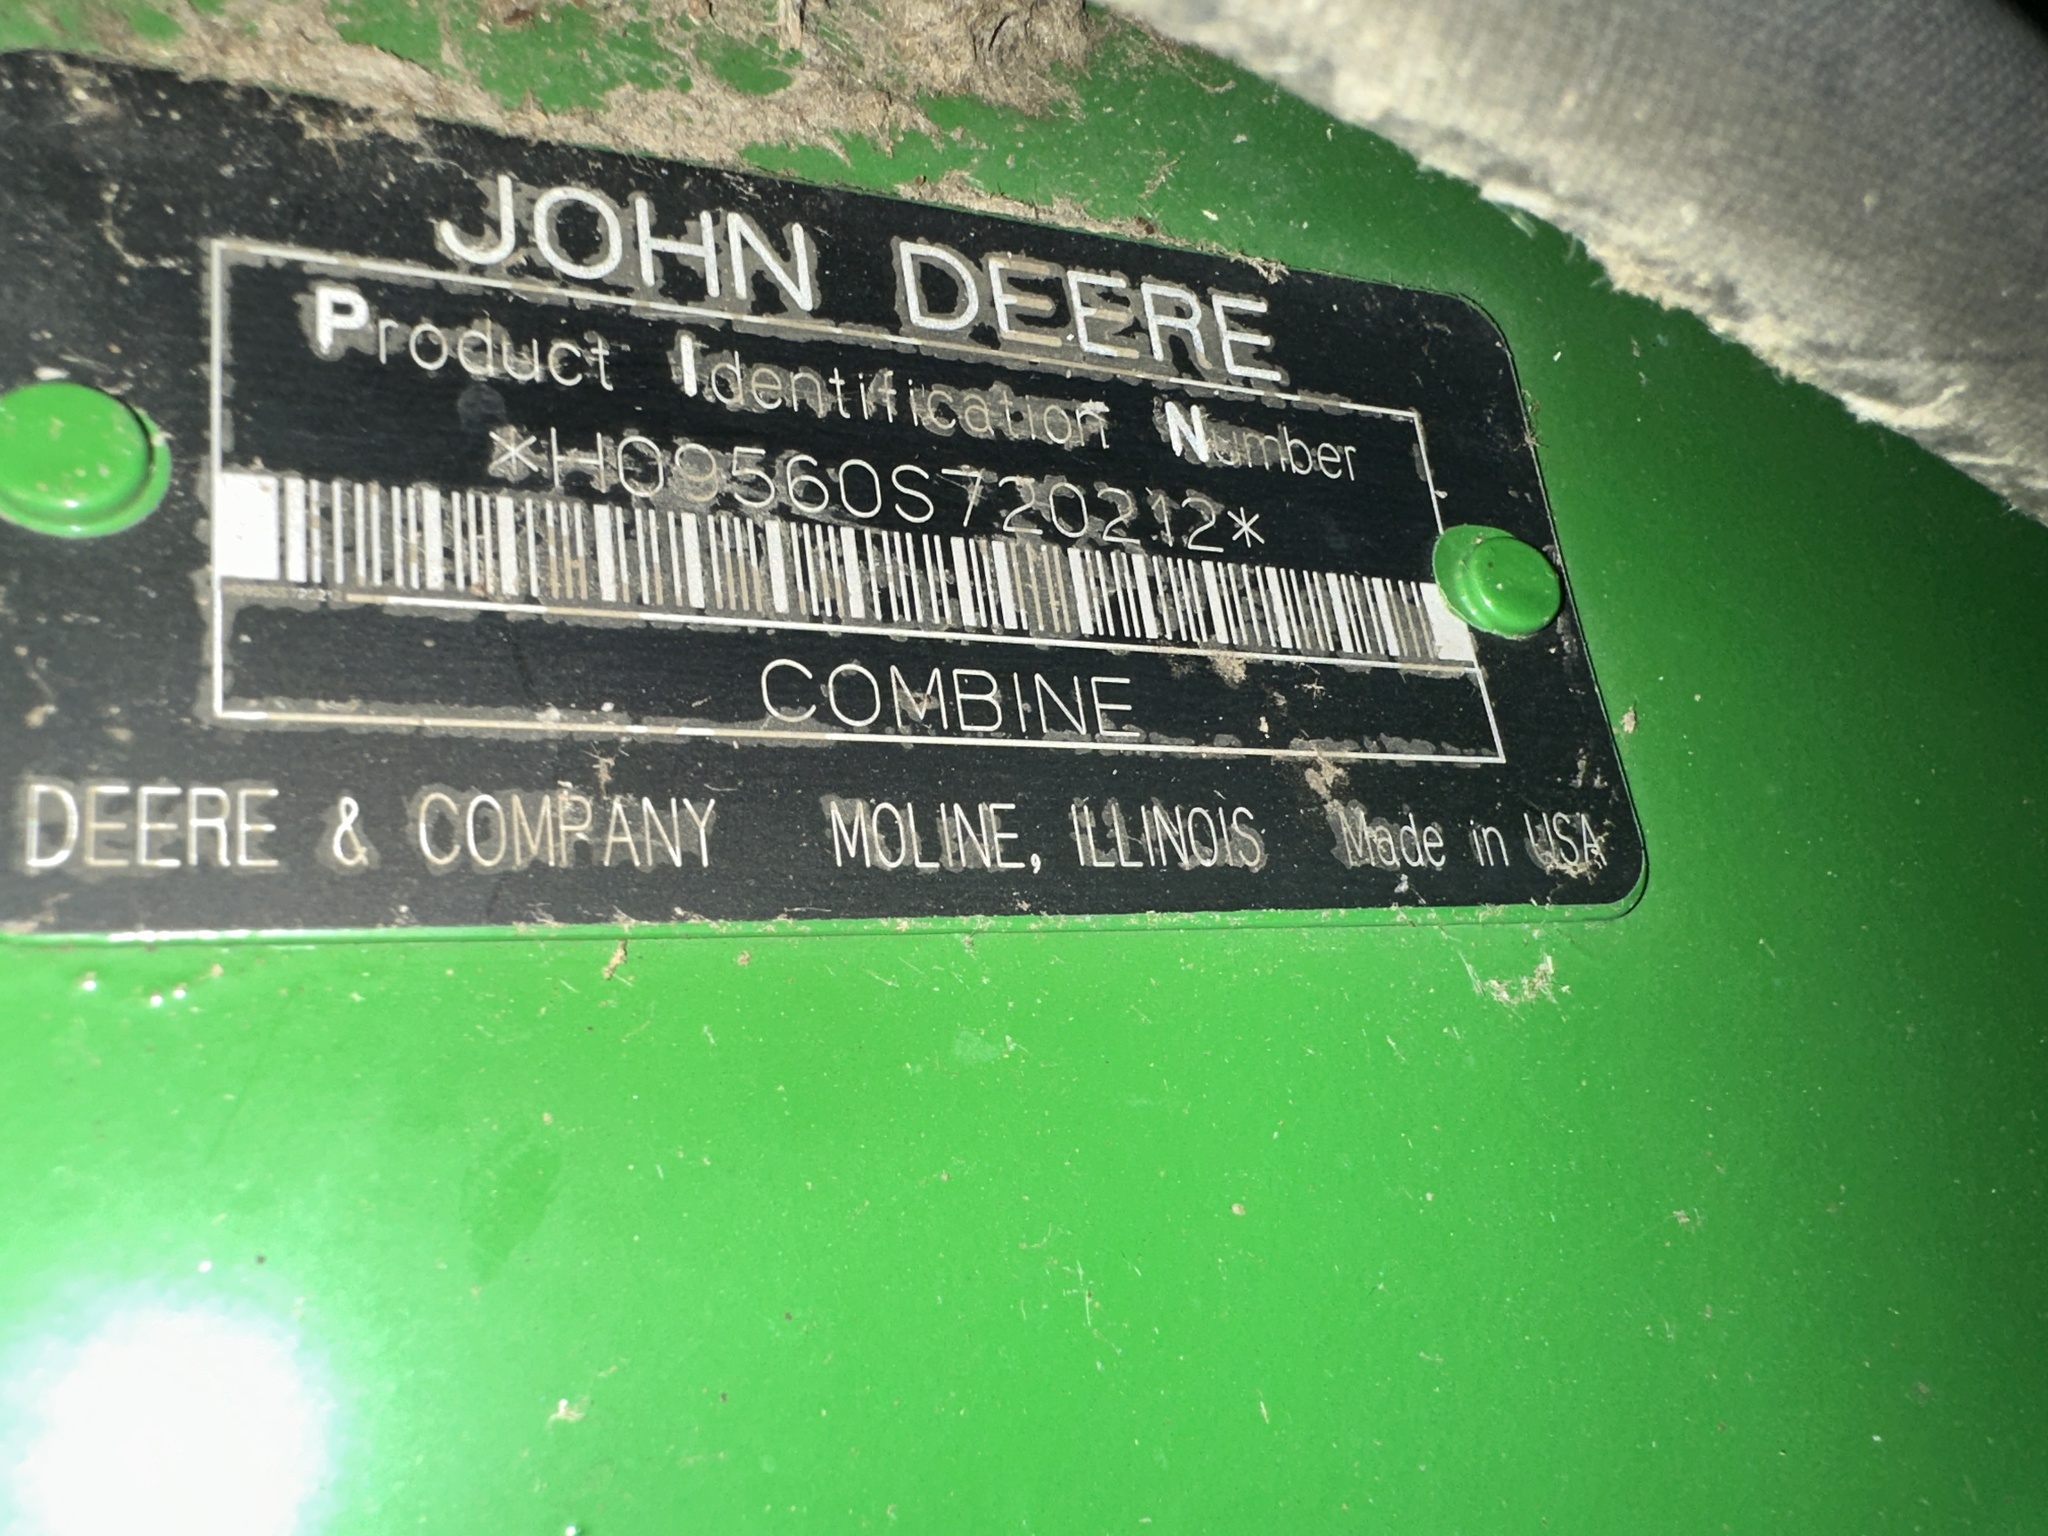 JOHN DEERE
Product Identification Number
*H09560S720212*
COMBINE
DEERE & COMPANY MOLINE, ILLINOIS Made in USA